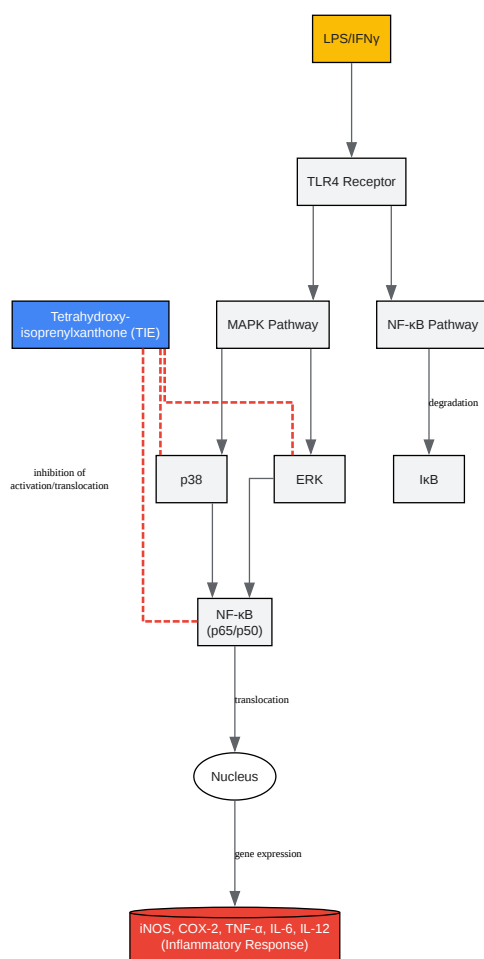 LPS/IFNγ
TLR4 Receptor
Tetrahydroxy-
isoprenylxanthone (TIE)
MAPK Pathway
NF-κB Pathway
degradation
inhibition of
activation/translocation
p38
ERK
IκB
NF-κB
(p65/p50)
translocation
Nucleus
gene expression
iNOS, COX-2, TNF-α, IL-6, IL-12
(Inflammatory Response)